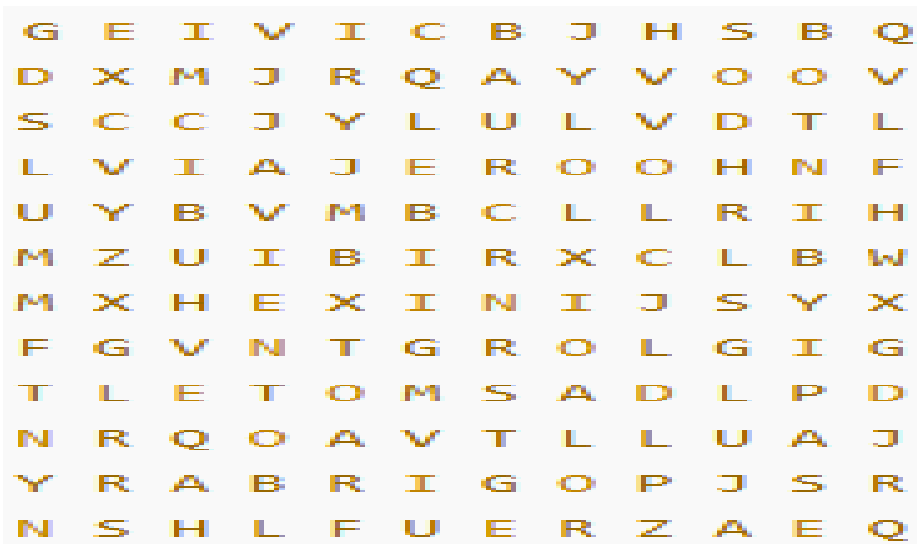 G E I V I C B J H S B Q
D X M J R Q A Y V O O V
S C C J Y L U L V D T L
L V I A J E R O O H N F
U Y B V M B C L L R I H
M Z U I B I R X C L B W
M X H E X I N I J S Y X
F G V N T G R O L G I G
T L E T O M S A D L P D
N R Q O A V T L L U A J
Y R A B R I G O P J S R
N S H L F U E R Z A E Q